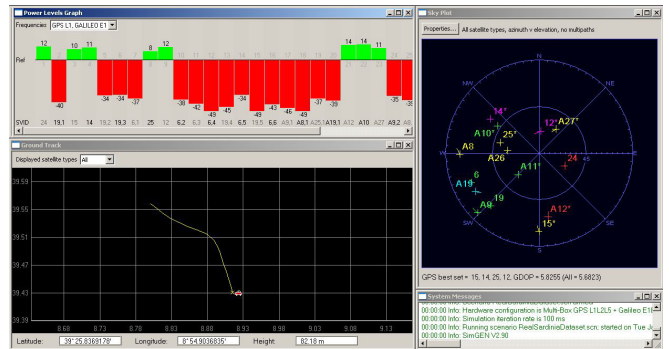 Power Levels Graph
Frequencies GPS L1, GALILEO E1
12 10 11 8 12 14 14 11
Ref
-40 -34 -34 -37 -38 -42 -49 -45 -34 -49 -43 -46 -49 -37 -39 -35
SVID 24 19,1 15 14 19,2 19,3 6,1 25 12 6,2 6,3 6,4 19,4 6,5 19,5 6,6 A9,1 A8,1 A25,1 A19,1 A12 A10 A27 A9,2
Ground Track
Displayed satellite types All
39.59
39.55
39.51
39.47
39.43
39.39
8.68 8.73 8.78 8.83 8.88 8.93 8.98 9.03 9.08 9.13
Latitude: 39° 25.8369178' Longitude: 8° 54.9036835' Height: 82.18 m
Sky Plot
Properties... All satellite types, azimuth v elevation, no multipaths
N
NW NE
14° 12° A27°
A10° 25°
A8 A26
W 45 E
24
A11°
6
A19
19
A9
A12°
15°
SW SE
S
GPS best set = 15, 14, 25, 12, GDOP = 5.8255 (All = 5.6823)
System Messages
00:00:00 Info: Hardware configuration is Multi-Box GPS L1L2L5 + Galileo E1
00:00:00 Info: Simulation iteration rate is 100 ms
00:00:00 Info: Running scenario RealSardiniaDataset.scn: started on Tue
00:00:00 Info: SimGEN V2.90